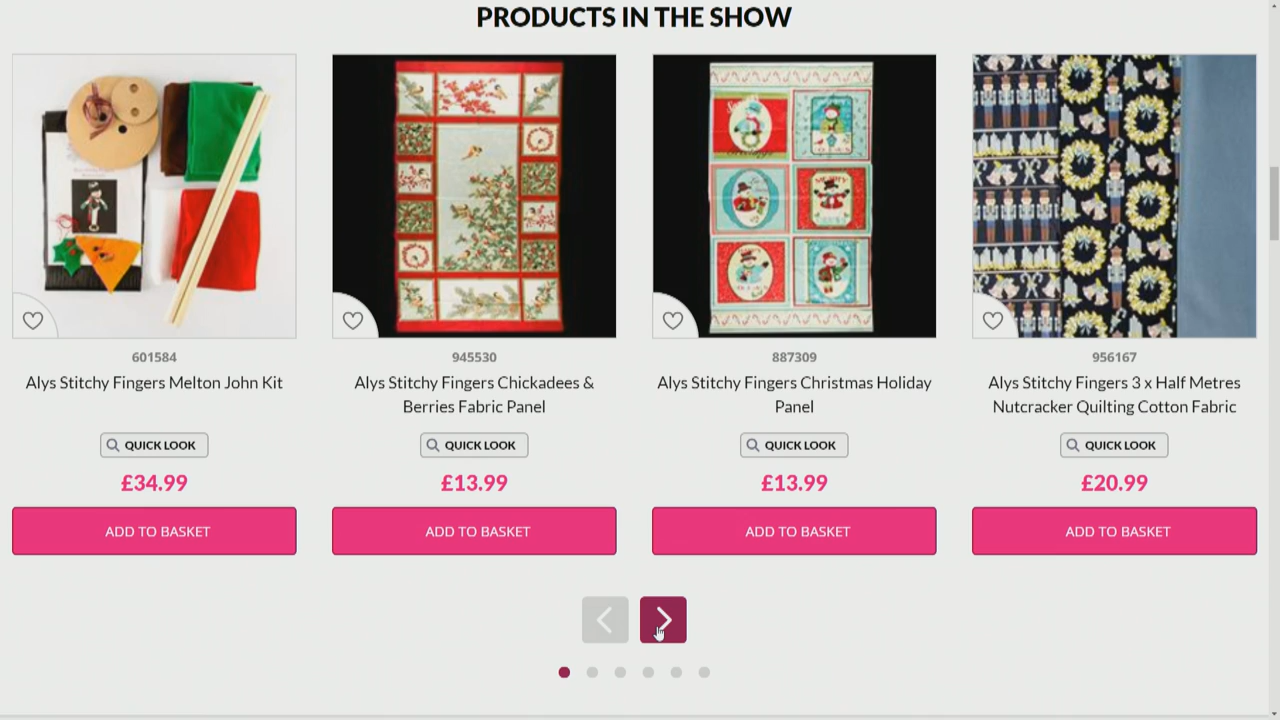 PRODUCTS IN THE SHOW
601584
Alys Stitchy Fingers Melton John Kit
QUICK LOOK
£34.99
ADD TO BASKET
945530
Alys Stitchy Fingers Chickadees &
Berries Fabric Panel
QUICK LOOK
£13.99
ADD TO BASKET
887309
Alys Stitchy Fingers Christmas Holiday
Panel
QUICK LOOK
£13.99
ADD TO BASKET
956167
Alys Stitchy Fingers 3 x Half Metres
Nutcracker Quilting Cotton Fabric
QUICK LOOK
£20.99
ADD TO BASKET